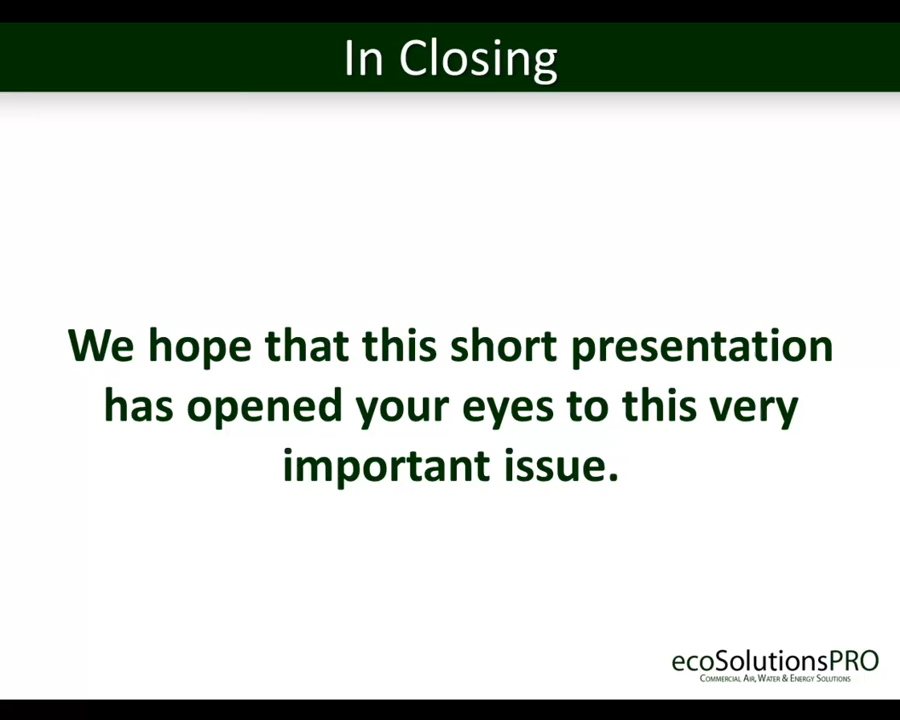 In Closing
We hope that this short presentation
has opened your eyes to this very
important issue.
ecoSolutionsPRO
Commercial Air, Water & Energy Solutions